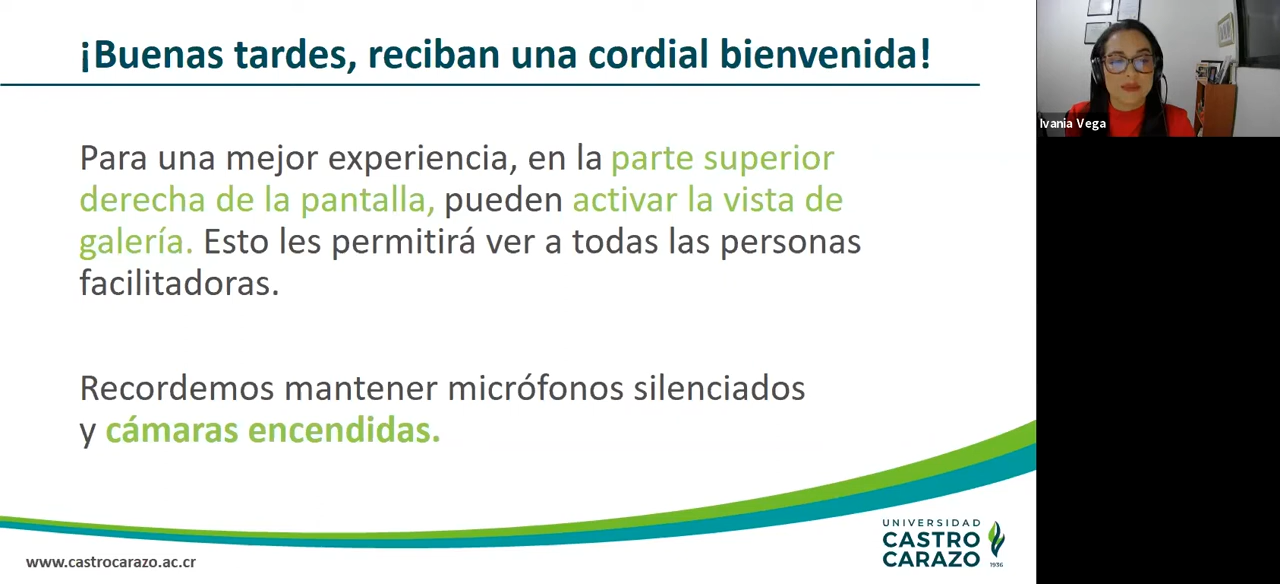 ¡Buenas tardes, reciban una cordial bienvenida!
Ivania Vega
Para una mejor experiencia, en la parte superior
derecha de la pantalla, pueden activar la vista de
galería. Esto les permitirá ver a todas las personas
facilitadoras.
Recordemos mantener micrófonos silenciados
y cámaras encendidas.
www.castrocarazo.ac.cr
UNIVERSIDAD
CASTRO
CARAZO
1936